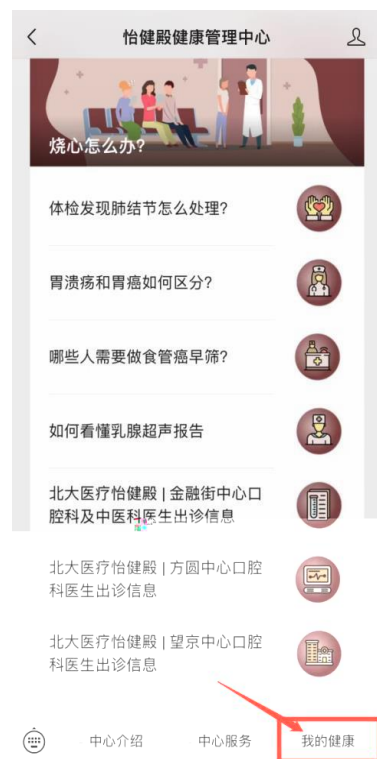 怡健殿健康管理中心
烧心怎么办?
体检发现肺结节怎么处理?
胃溃疡和胃癌如何区分?
哪些人需要做食管癌早筛?
如何看懂乳腺超声报告
北大医疗怡健殿 | 金融街中心口
腔科及中医科医生出诊信息
北大医疗怡健殿 | 方圆中心口腔
科医生出诊信息
北大医疗怡健殿 | 望京中心口腔
科医生出诊信息
中心介绍
中心服务
我的健康